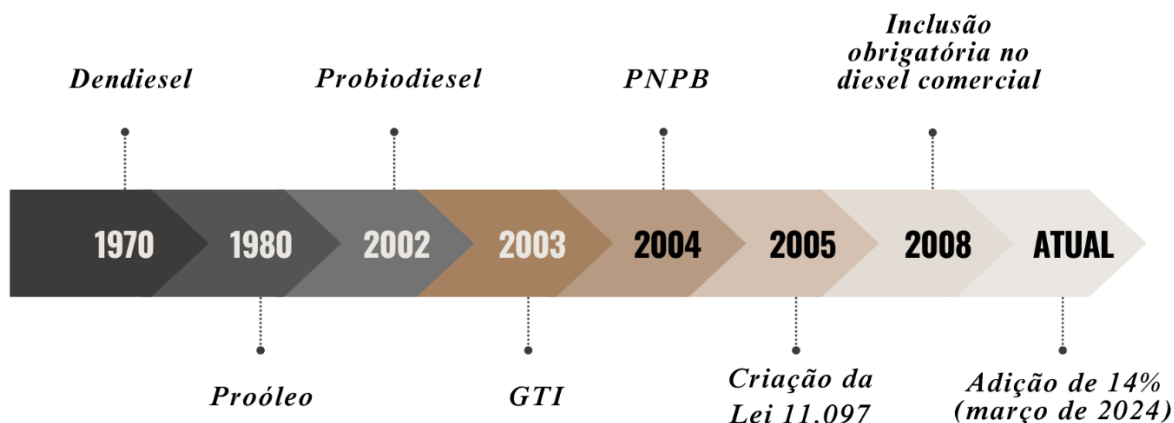 Dendiesel
Probiodiesel
PNPB
Inclusão
obrigatória no
diesel comercial
1970
1980
2002
2003
2004
2005
2008
ATUAL
Proóleo
GTI
Criação da
Lei 11.097
Adição de 14%
(março de 2024)